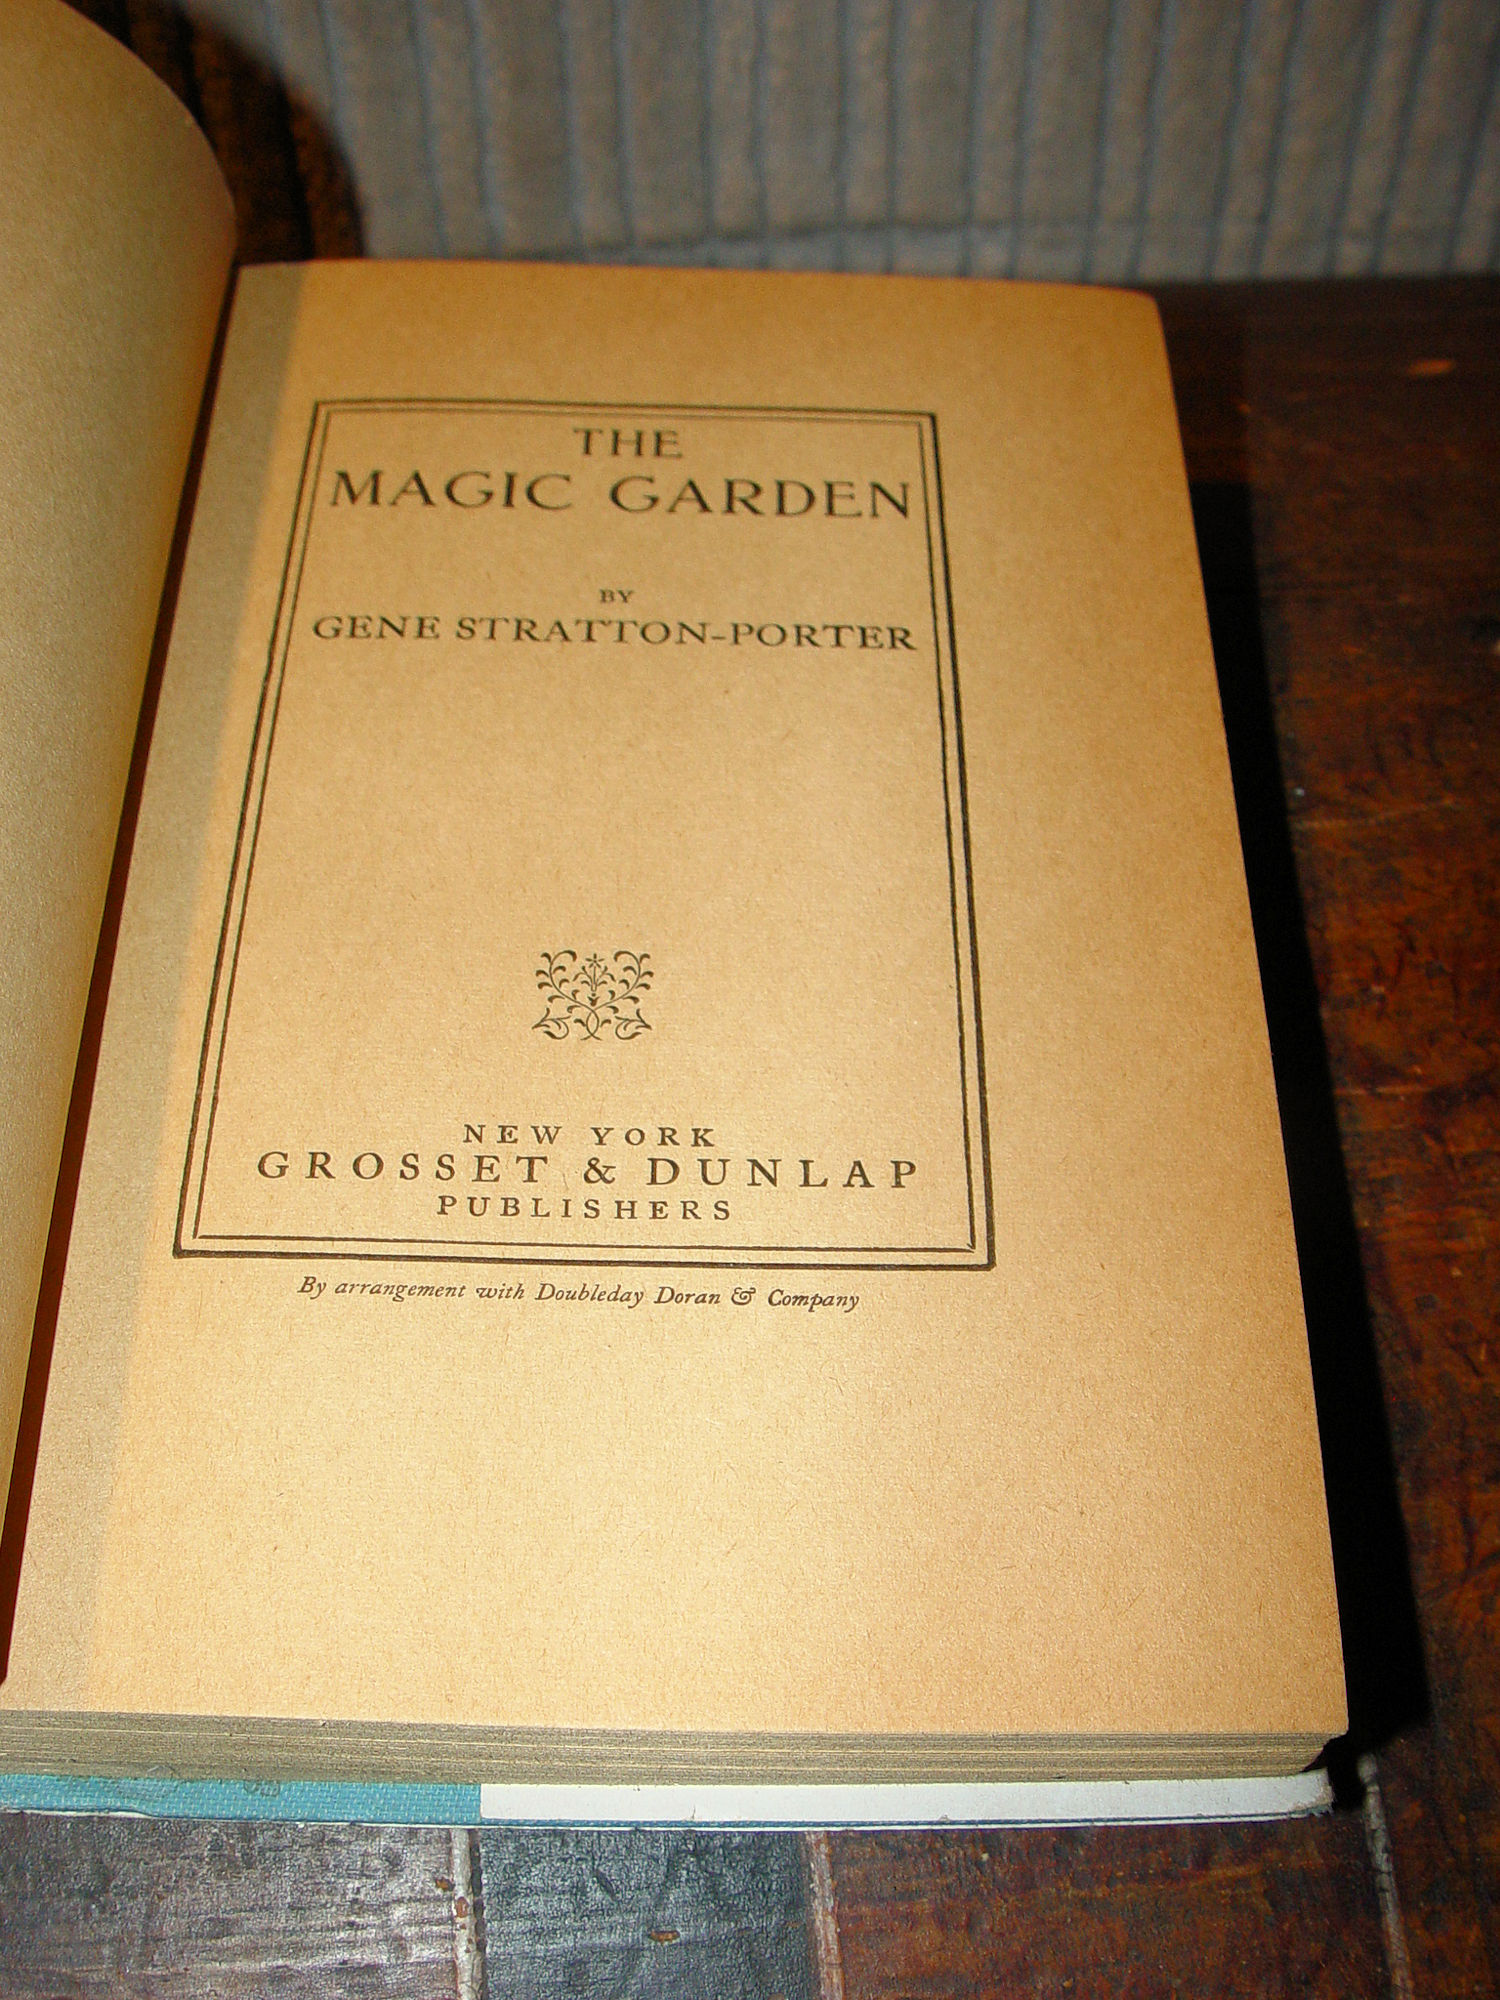 THE
MAGIC GARDEN
BY
GENE STRATTON-PORTER
NEW YORK
GROSSET & DUNLAP
PUBLISHERS
By arrangement with Doubleday Doran & Company